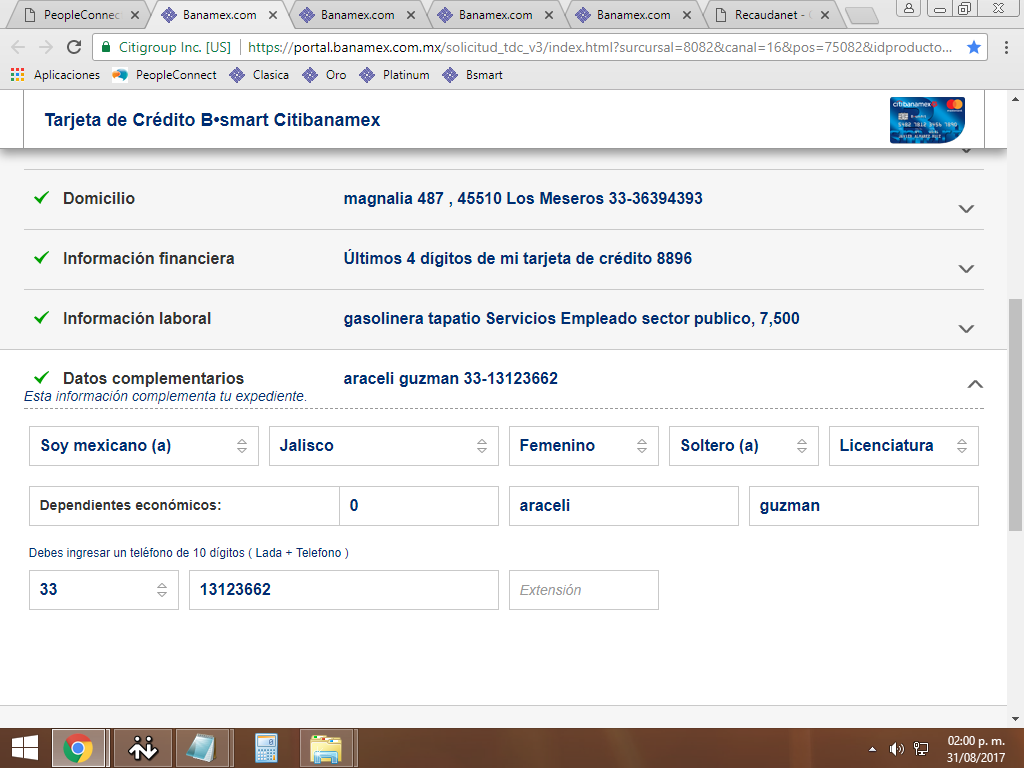 PeopleConnec
Banamex.com
Banamex.com
Banamex.com
Banamex.com
Recaudanet -
Citigroup Inc. [US]
https://portal.banamex.com.mx/solicitud_tdc_v3/index.html?surcursal=8082&canal=16&pos=75082&idproducto...
Aplicaciones
PeopleConnect
Clasica
Oro
Platinum
Bsmart
Tarjeta de Crédito B•smart Citibanamex
citibanamex
Domicilio
magnalia 487 , 45510 Los Meseros 33-36394393
Información financiera
Últimos 4 dígitos de mi tarjeta de crédito 8896
Información laboral
gasolinera tapatio Servicios Empleado sector publico, 7,500
Datos complementarios
araceli guzman 33-13123662
Esta información complementa tu expediente.
Soy mexicano (a)
Jalisco
Femenino
Soltero (a)
Licenciatura
Dependientes económicos:
0
araceli
guzman
Debes ingresar un teléfono de 10 dígitos ( Lada + Telefono )
33
13123662
Extensión
02:00 p. m.
31/08/2017